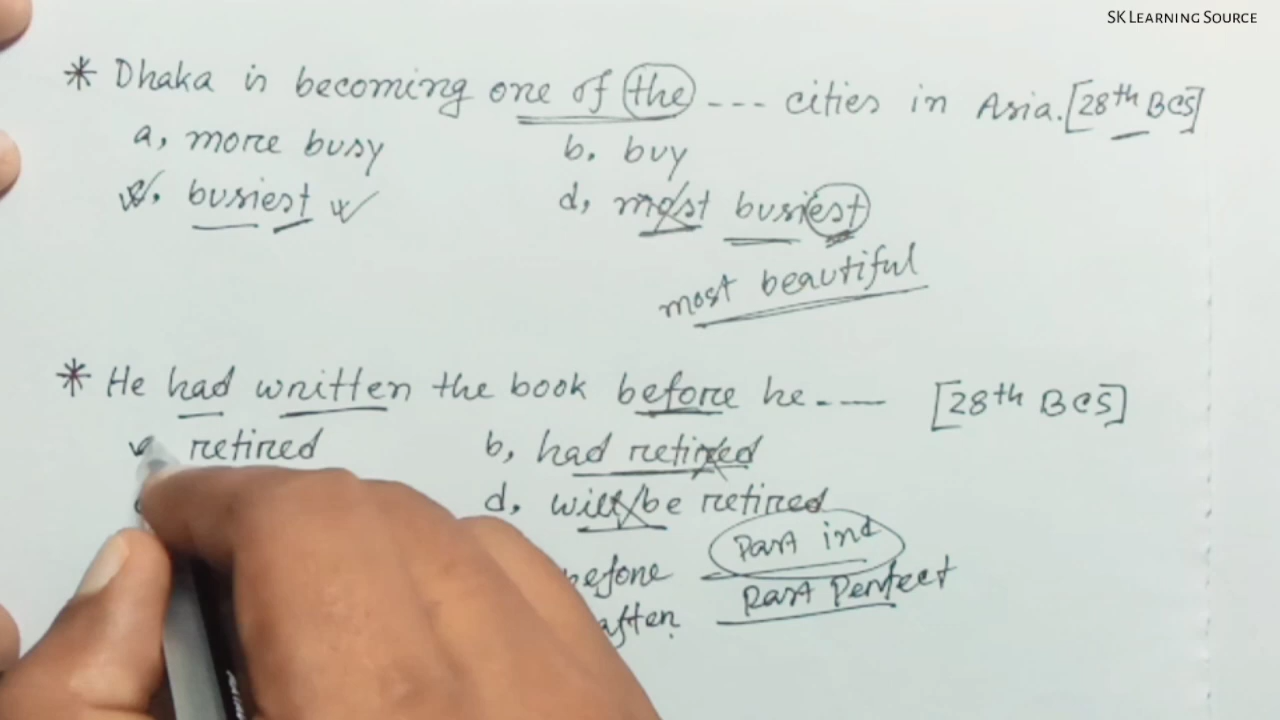 SK LEARNING SOURCE
* Dhaka is becoming one of the --- cities in Asia. [28th BCS]
a, more busy b. buy
c. busiest d, most busiest
most beautiful
* He had written the book before he ---- [28th BCS]
retired b, had retired
d. will be retired
before Past ind
after Past Perfect